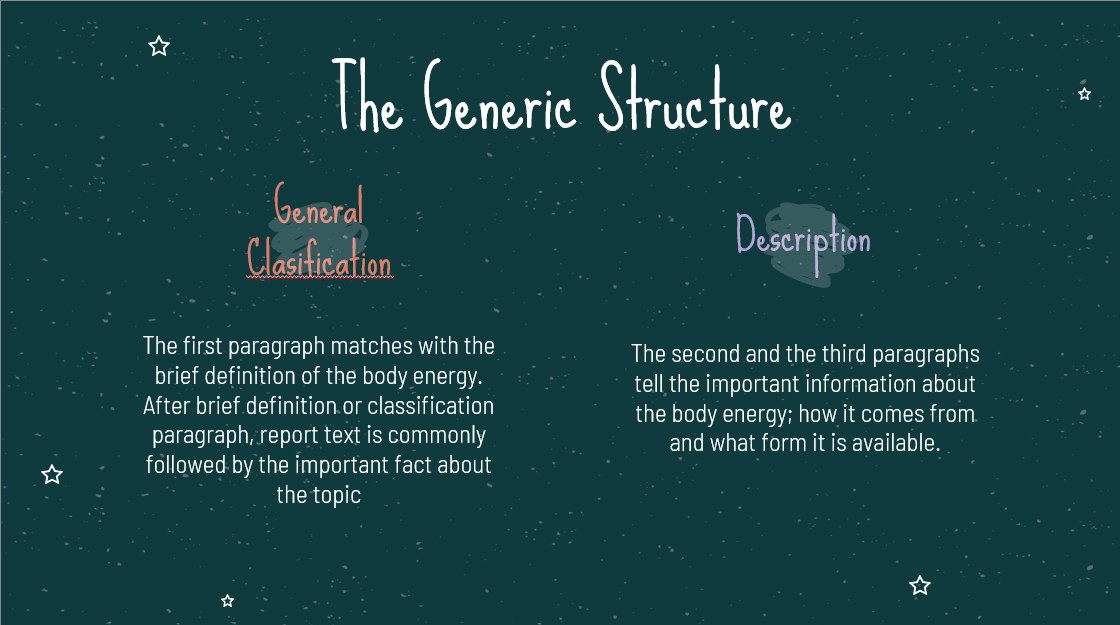 The Generic Structure
General
Clasification
The first paragraph matches with the
brief definition of the body energy.
After brief definition or classification
paragraph, report text is commonly
followed by the important fact about
the topic
Description
The second and the third paragraphs
tell the important information about
the body energy; how it comes from
and what form it is available.